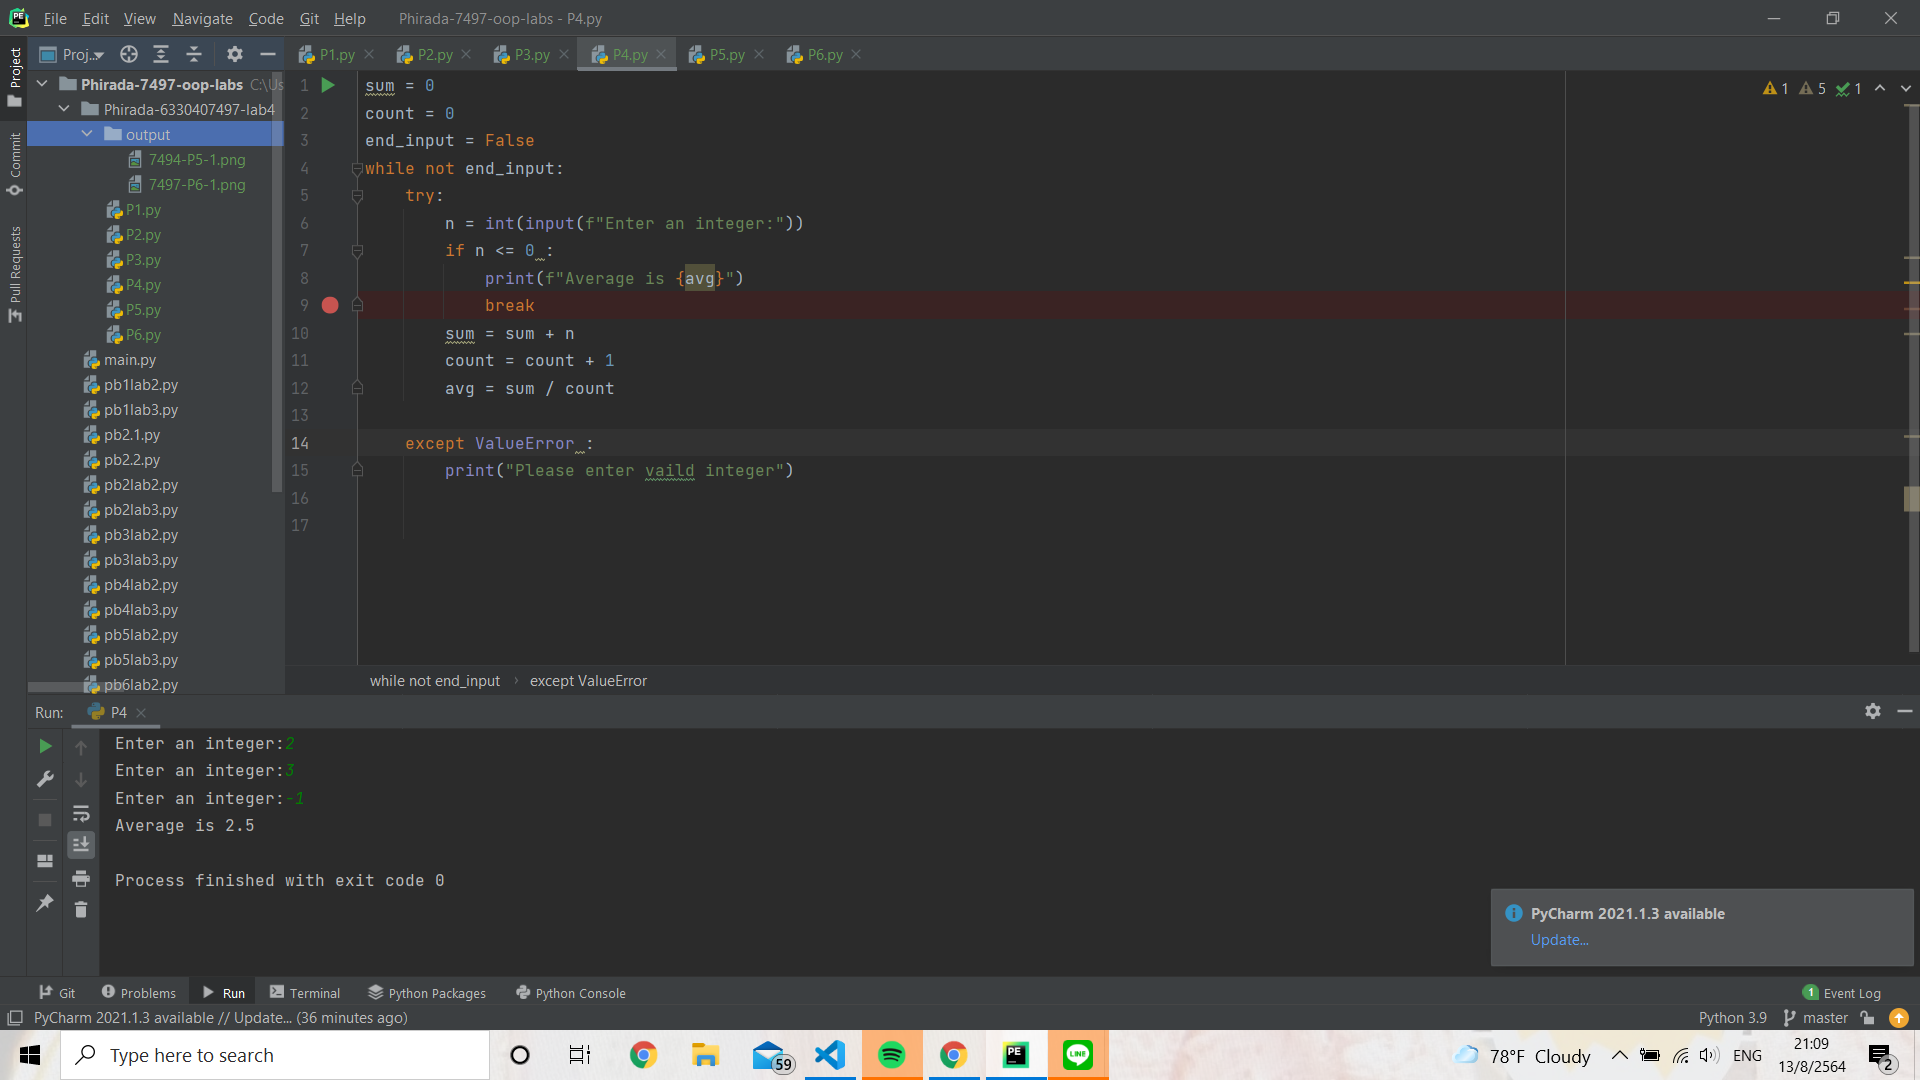 File Edit View Navigate Code Git Help Phirada-7497-oop-labs - P4.py
Proj... P1.py P2.py P3.py P4.py P5.py P6.py
Project
Commit
Pull Requests
Phirada-7497-oop-labs C:\Us
Phirada-6330407497-lab4
output
7494-P5-1.png
7497-P6-1.png
P1.py
P2.py
P3.py
P4.py
P5.py
P6.py
main.py
pb1lab2.py
pb1lab3.py
pb2.1.py
pb2.2.py
pb2lab2.py
pb2lab3.py
pb3lab2.py
pb3lab3.py
pb4lab2.py
pb4lab3.py
pb5lab2.py
pb5lab3.py
pb6lab2.py
1 sum = 0
2 count = 0
3 end_input = False
4 while not end_input:
5 try:
6 n = int(input(f"Enter an integer:"))
7 if n <= 0 :
8 print(f"Average is {avg}")
9 break
10 sum = sum + n
11 count = count + 1
12 avg = sum / count
13
14 except ValueError :
15 print("Please enter vaild integer")
16
17
1 5 1
while not end_input › except ValueError
Run: P4
Enter an integer:2
Enter an integer:3
Enter an integer:-1
Average is 2.5
Process finished with exit code 0
PyCharm 2021.1.3 available
Update...
Git Problems Run Terminal Python Packages Python Console 1 Event Log
PyCharm 2021.1.3 available // Update... (36 minutes ago) Python 3.9 master
Type here to search 59 PE LINE 78°F Cloudy ENG 21:09
13/8/2564 2